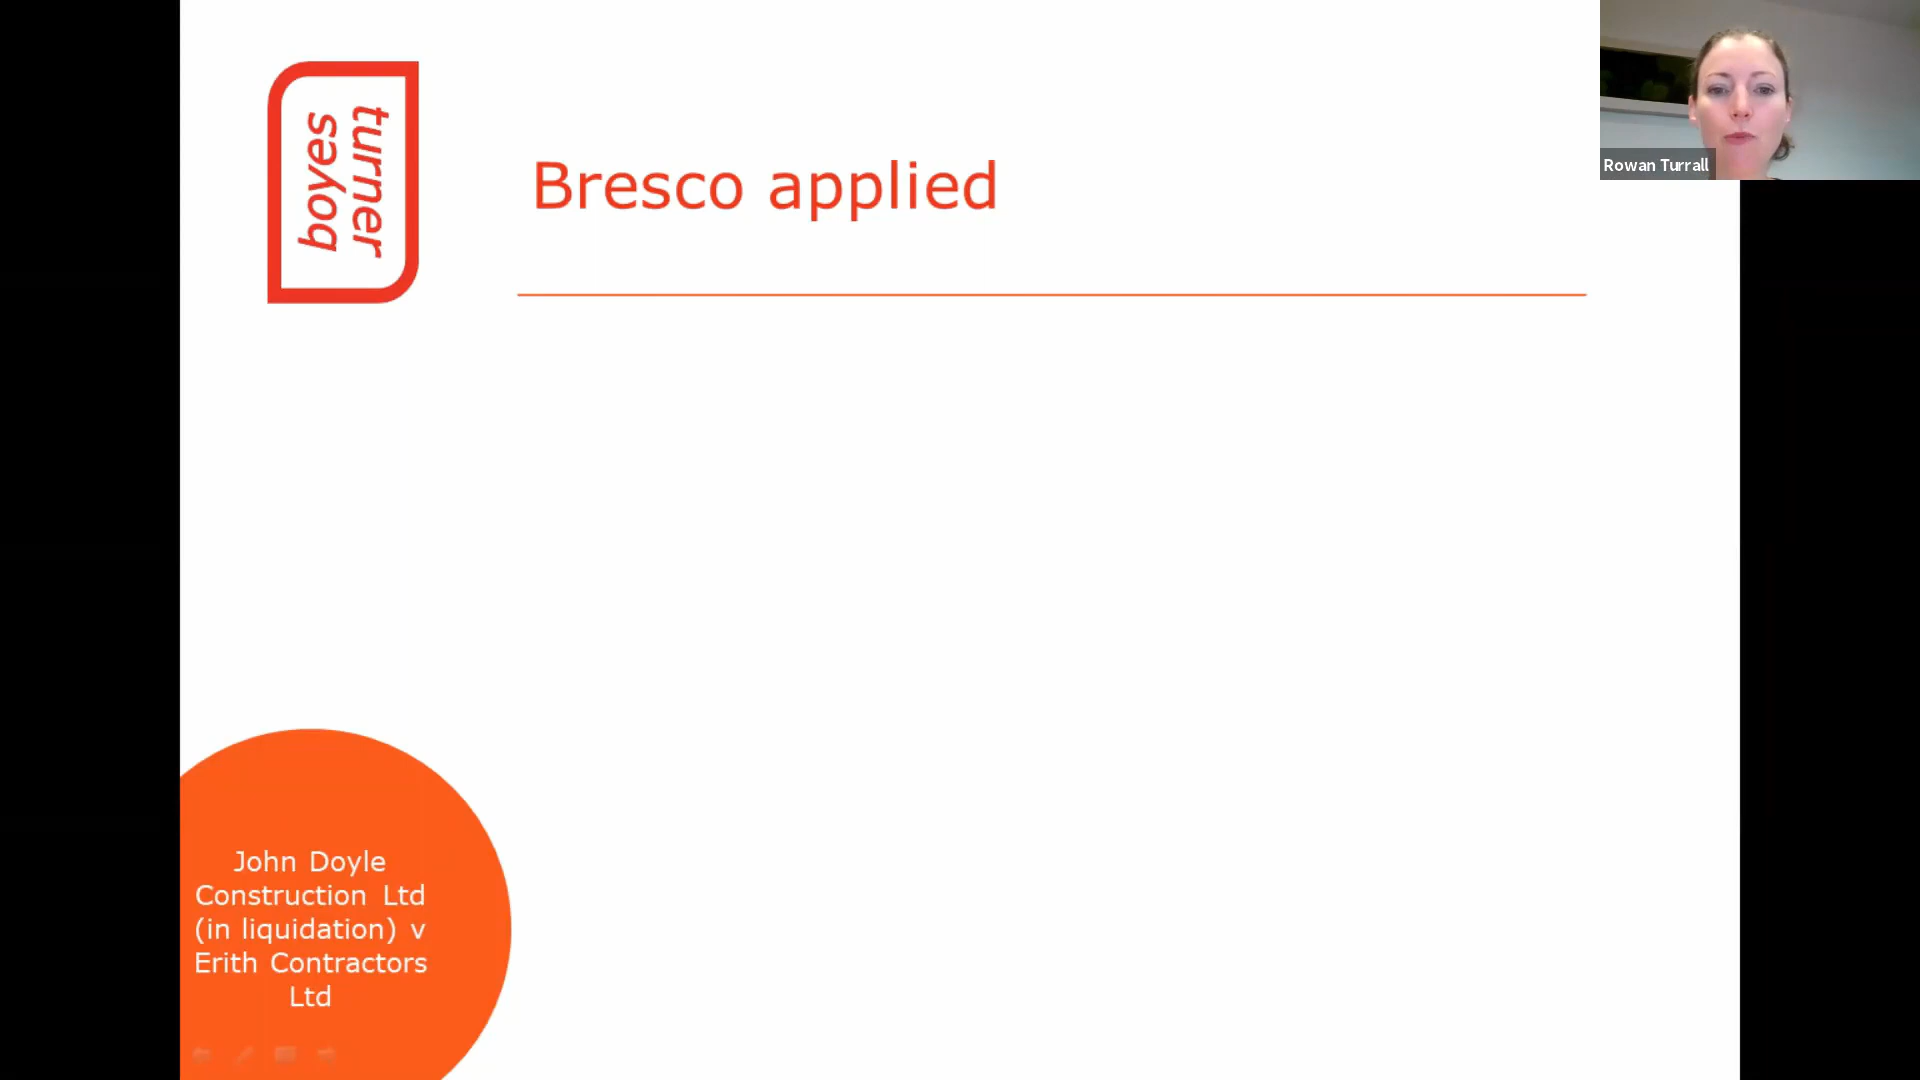 turner
boyes
Bresco applied
Rowan Turrall
John Doyle
Construction Ltd
(in liquidation) v
Erith Contractors
Ltd